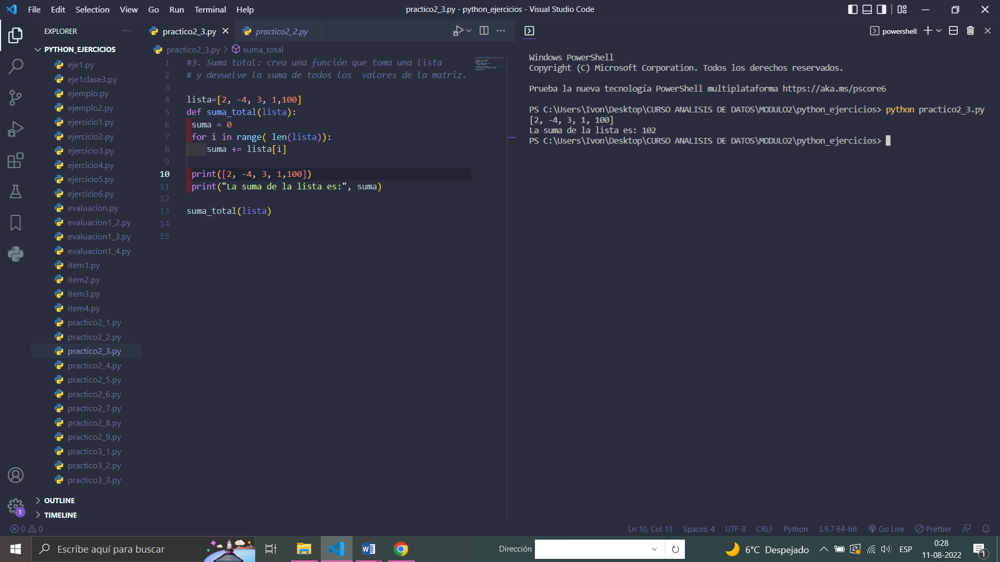 File Edit Selection View Go Run Terminal Help
practico2_3.py - python_ejercicios - Visual Studio Code
EXPLORER
PYTHON_EJERCICIOS
eje1.py
eje1clase3.py
ejemplo.py
ejemplo2.py
ejercicio1.py
ejercicio2.py
ejercicio3.py
ejercicio4.py
ejercicio5.py
ejercicio6.py
evaluacion.py
evaluacion1_2.py
evaluacion1_3.py
evaluacion1_4.py
item1.py
item2.py
item3.py
item4.py
practico2_1.py
practico2_2.py
practico2_3.py
practico2_4.py
practico2_5.py
practico2_6.py
practico2_7.py
practico2_8.py
practico2_9.py
practico3_1.py
practico3_2.py
practico3_3.py
OUTLINE
TIMELINE
1
practico2_3.py
practico2_2.py
practico2_3.py > suma_total
1 #3. Suma total: crea una función que toma una lista
2 # y devuelve la suma de todos los  valores de la matriz.
3
4 lista=[2, -4, 3, 1,100]
5 def suma_total(lista):
6  suma = 0
7  for i in range( len(lista)):
8     suma += lista[i]
9
10  print([2, -4, 3, 1,100])
11  print("La suma de la lista es:", suma)
12
13 suma_total(lista)
14
15
powershell
Windows PowerShell
Copyright (C) Microsoft Corporation. Todos los derechos reservados.
Prueba la nueva tecnología PowerShell multiplataforma https://aka.ms/pscore6
PS C:\Users\Ivon\Desktop\CURSO ANALISIS DE DATOS\MODULO2\python_ejercicios> python practico2_3.py
[2, -4, 3, 1, 100]
La suma de la lista es: 102
PS C:\Users\Ivon\Desktop\CURSO ANALISIS DE DATOS\MODULO2\python_ejercicios>
0 0
Ln 10, Col 13 Spaces: 4 UTF-8 CRLF Python 3.9.7 64-bit Go Live Prettier
Escribe aquí para buscar
Dirección
6°C Despejado
ESP
0:28
11-08-2022
1